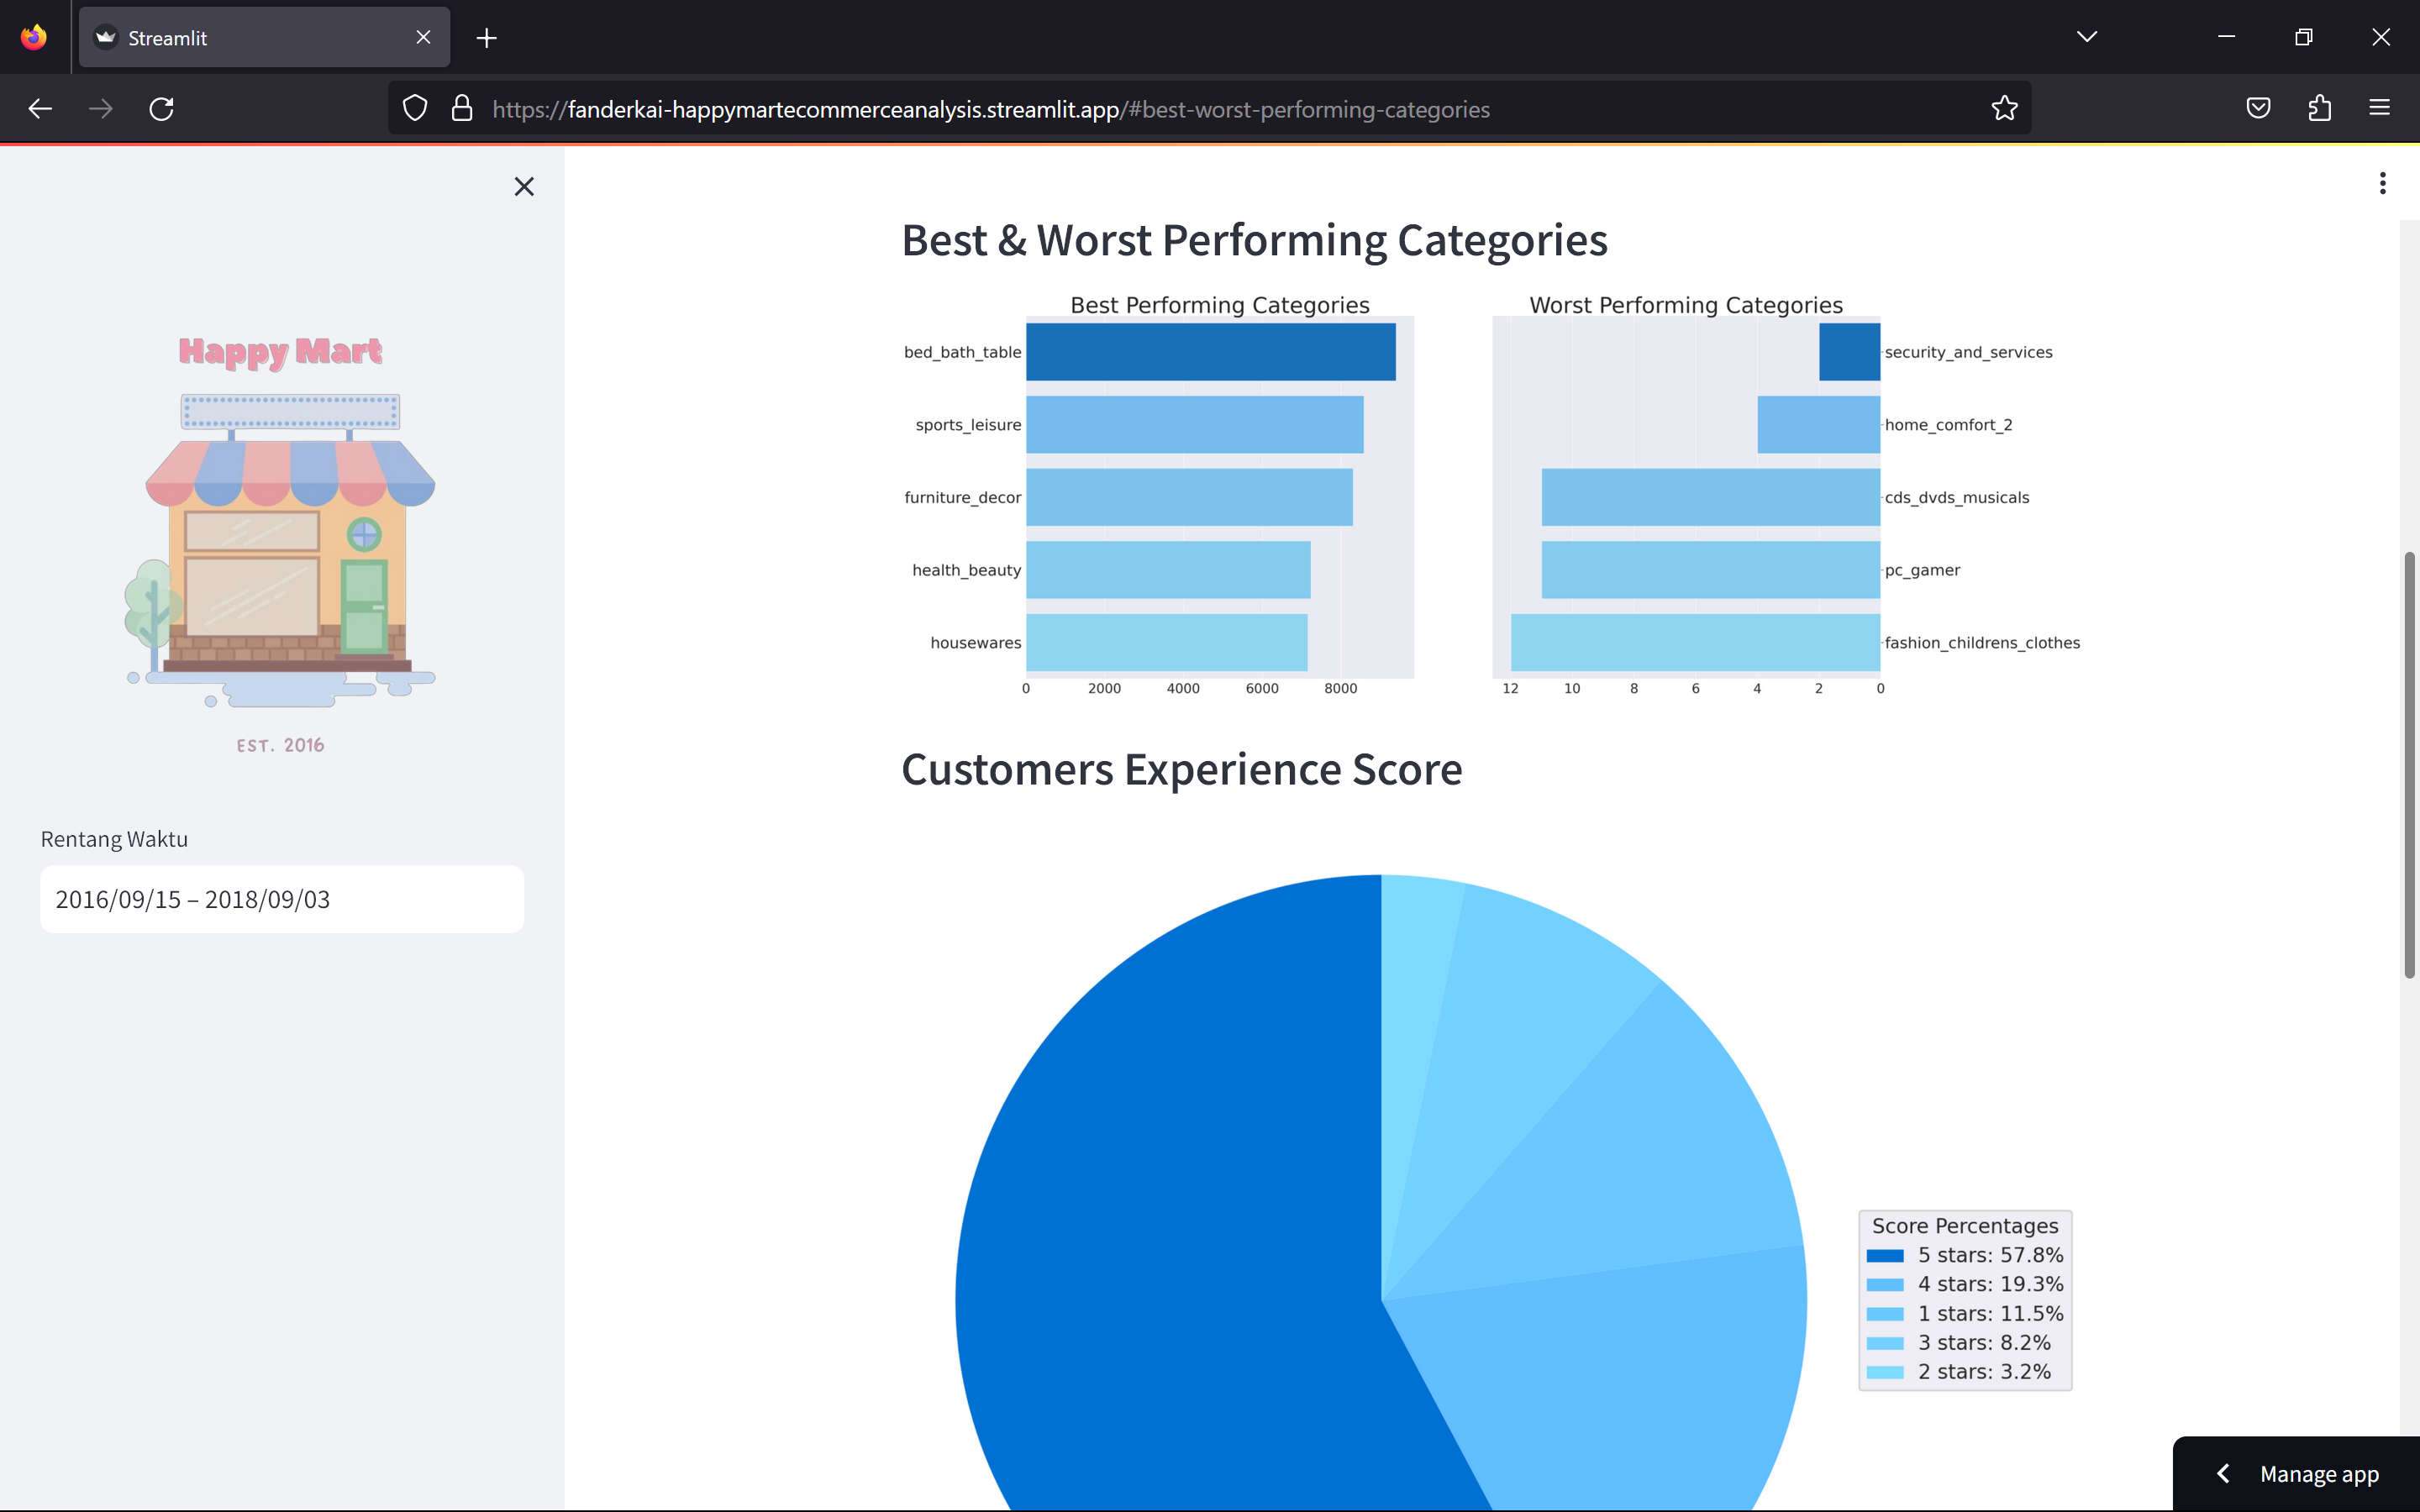 Streamlit
https://fanderkai-happymartecommerceanalysis.streamlit.app/#best-worst-performing-categories
Happy Mart
EST. 2016
Rentang Waktu
2016/09/15 – 2018/09/03
Best & Worst Performing Categories
Best Performing Categories
bed_bath_table
sports_leisure
furniture_decor
health_beauty
housewares
0 2000 4000 6000 8000
Worst Performing Categories
security_and_services
home_comfort_2
cds_dvds_musicals
pc_gamer
fashion_childrens_clothes
12 10 8 6 4 2 0
Customers Experience Score
Score Percentages
5 stars: 57.8%
4 stars: 19.3%
1 stars: 11.5%
3 stars: 8.2%
2 stars: 3.2%
Manage app